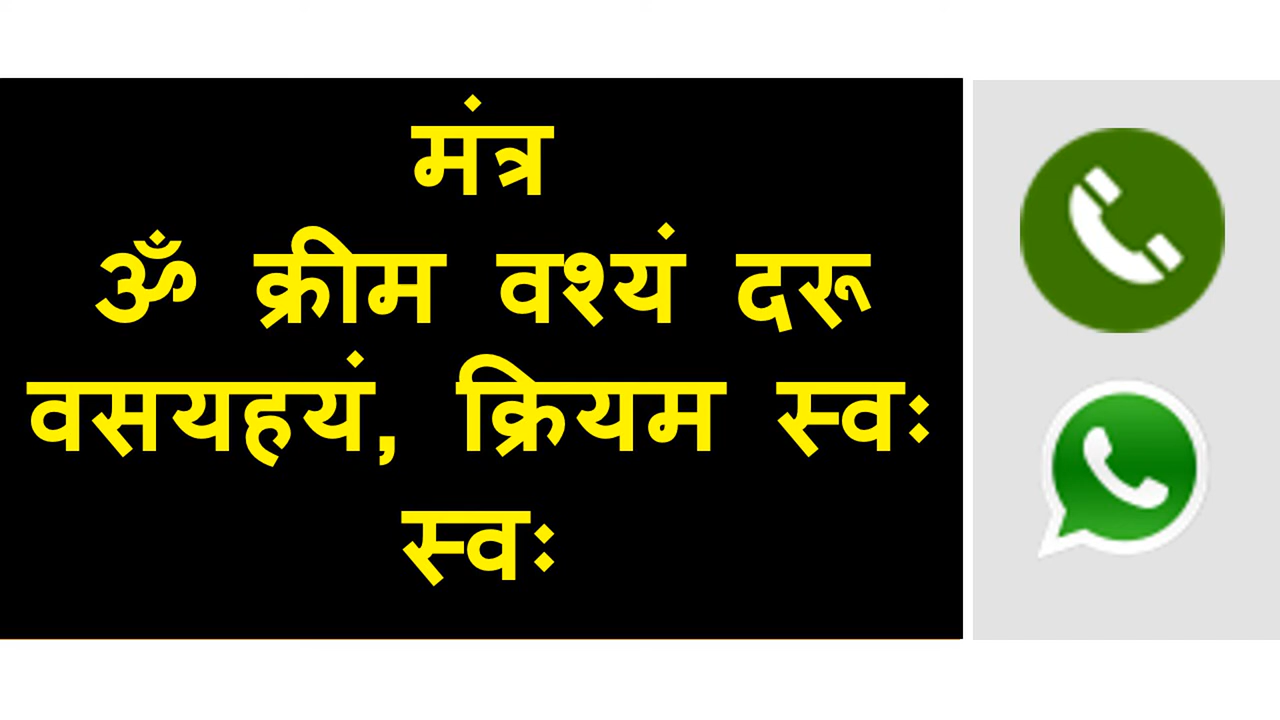 मंत्र
ॐ क्रीम वश्यं दरू
वसयहयं, क्रियम स्वः
स्वः